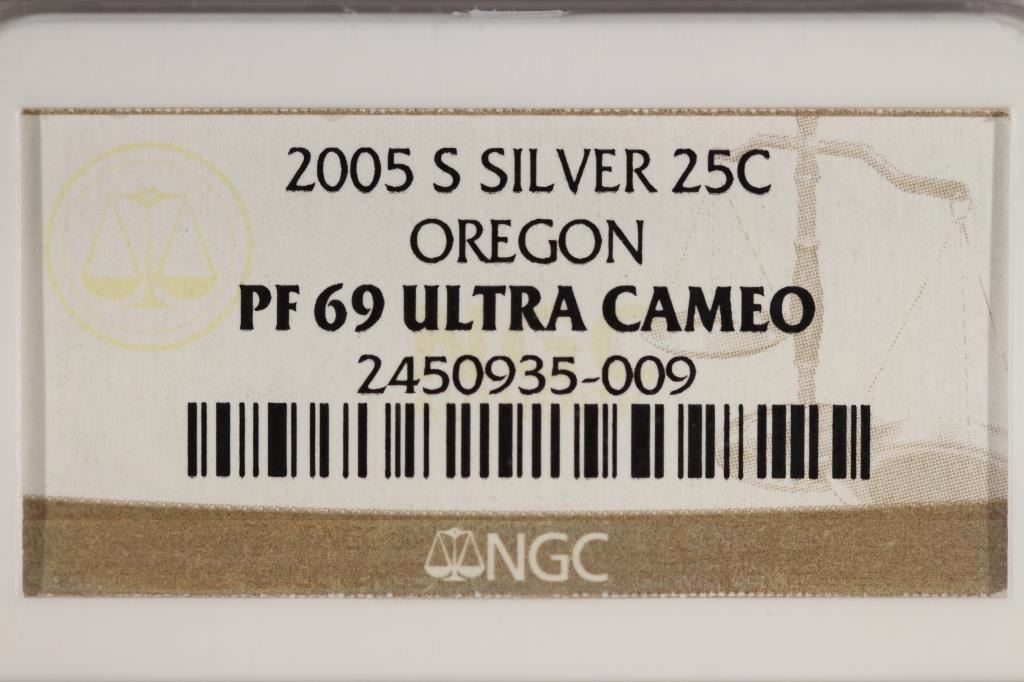 2005 S SILVER 25C
OREGON
PF 69 ULTRA CAMEO
2450935-009
NGC